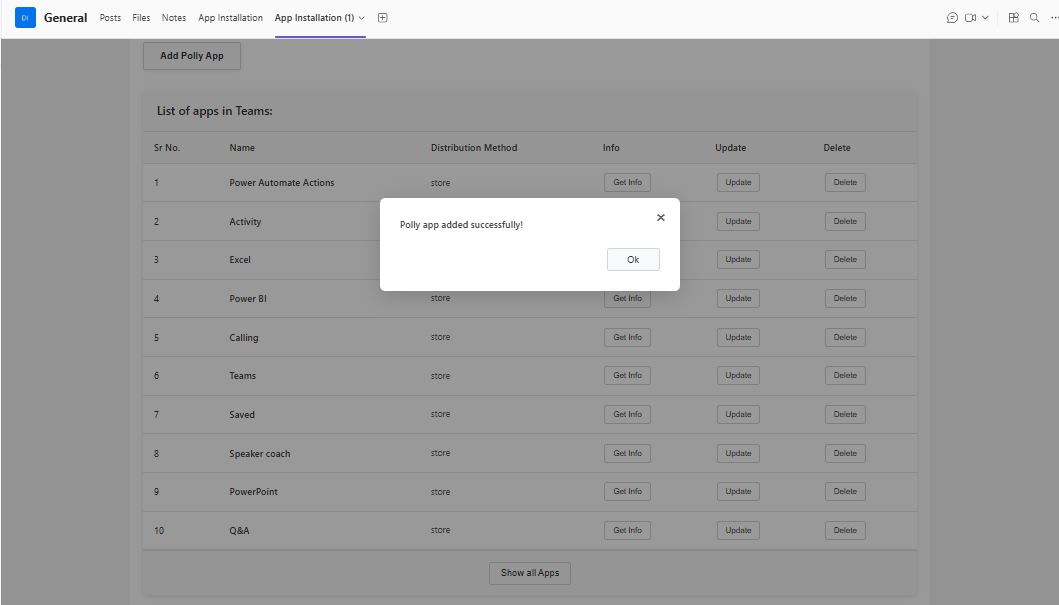 DI General Posts Files Notes App Installation App Installation (1)
Add Polly App
List of apps in Teams:
Sr No. Name Distribution Method Info Update Delete
1 Power Automate Actions store Get Info Update Delete
2 Activity Update Delete
3 Excel Update Delete
4 Power BI store Get Info Update Delete
5 Calling store Get Info Update Delete
6 Teams store Get Info Update Delete
7 Saved store Get Info Update Delete
8 Speaker coach store Get Info Update Delete
9 PowerPoint store Get Info Update Delete
10 Q&A store Get Info Update Delete
Show all Apps
Polly app added successfully!
Ok